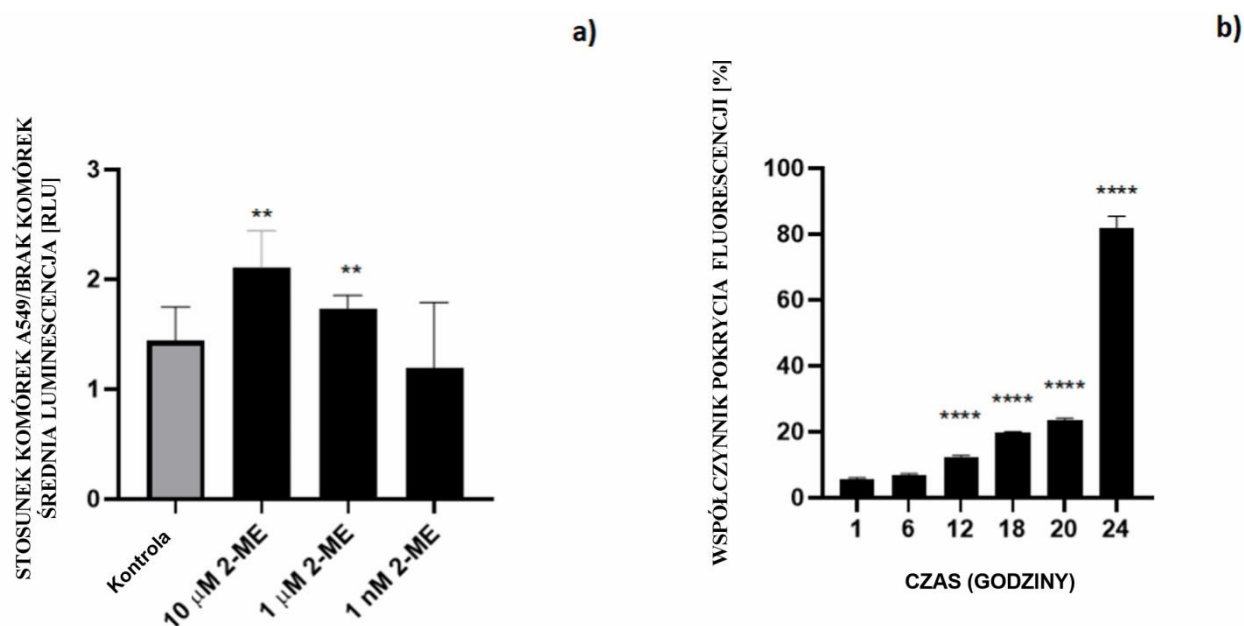 a)
STOSUNEK KOMÓREK A549/BRAK KOMÓREK
ŚREDNIA LUMINESCENCJA [RLU]
3
2
1
0
**
**
Kontrola
10 μM 2-ME
1 μM 2-ME
1 nM 2-ME
b)
WSPÓŁCZYNNIK POKRYCIA FLUORESCENCJI [%]
100
80
60
40
20
0
****
****
****
****
1 6 12 18 20 24
CZAS (GODZINY)